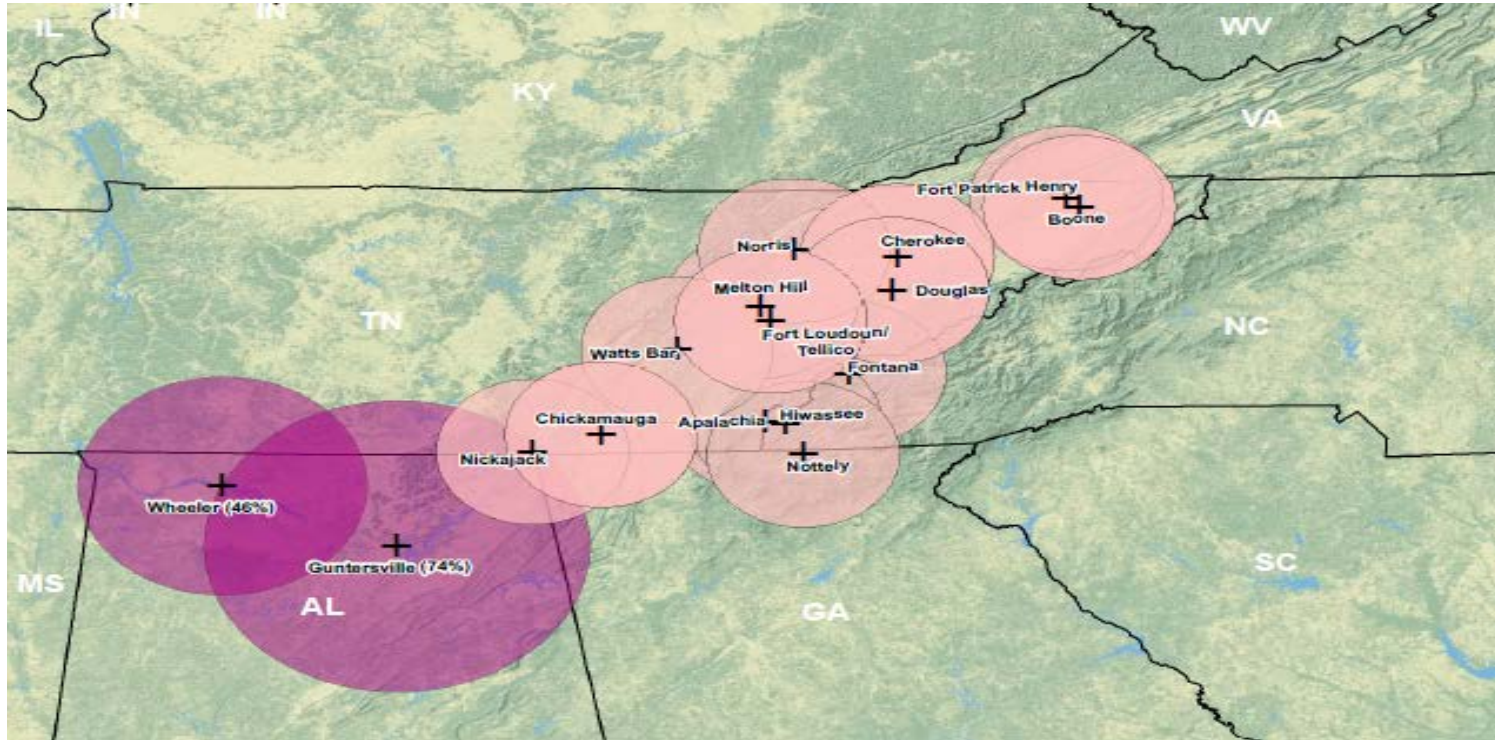 IL
IN
IN
WV
KY
VA
Fort Patrick Henry
Boone
Norris
Cherokee
Melton Hill
Douglas
TN
NC
Fort Loudoun/
Tellico
Watts Bar
Fontana
Chickamauga
Apalachia
Hiwassee
Nickajack
Nottely
Wheeler (46%)
Guntersville (74%)
SC
MS
AL
GA